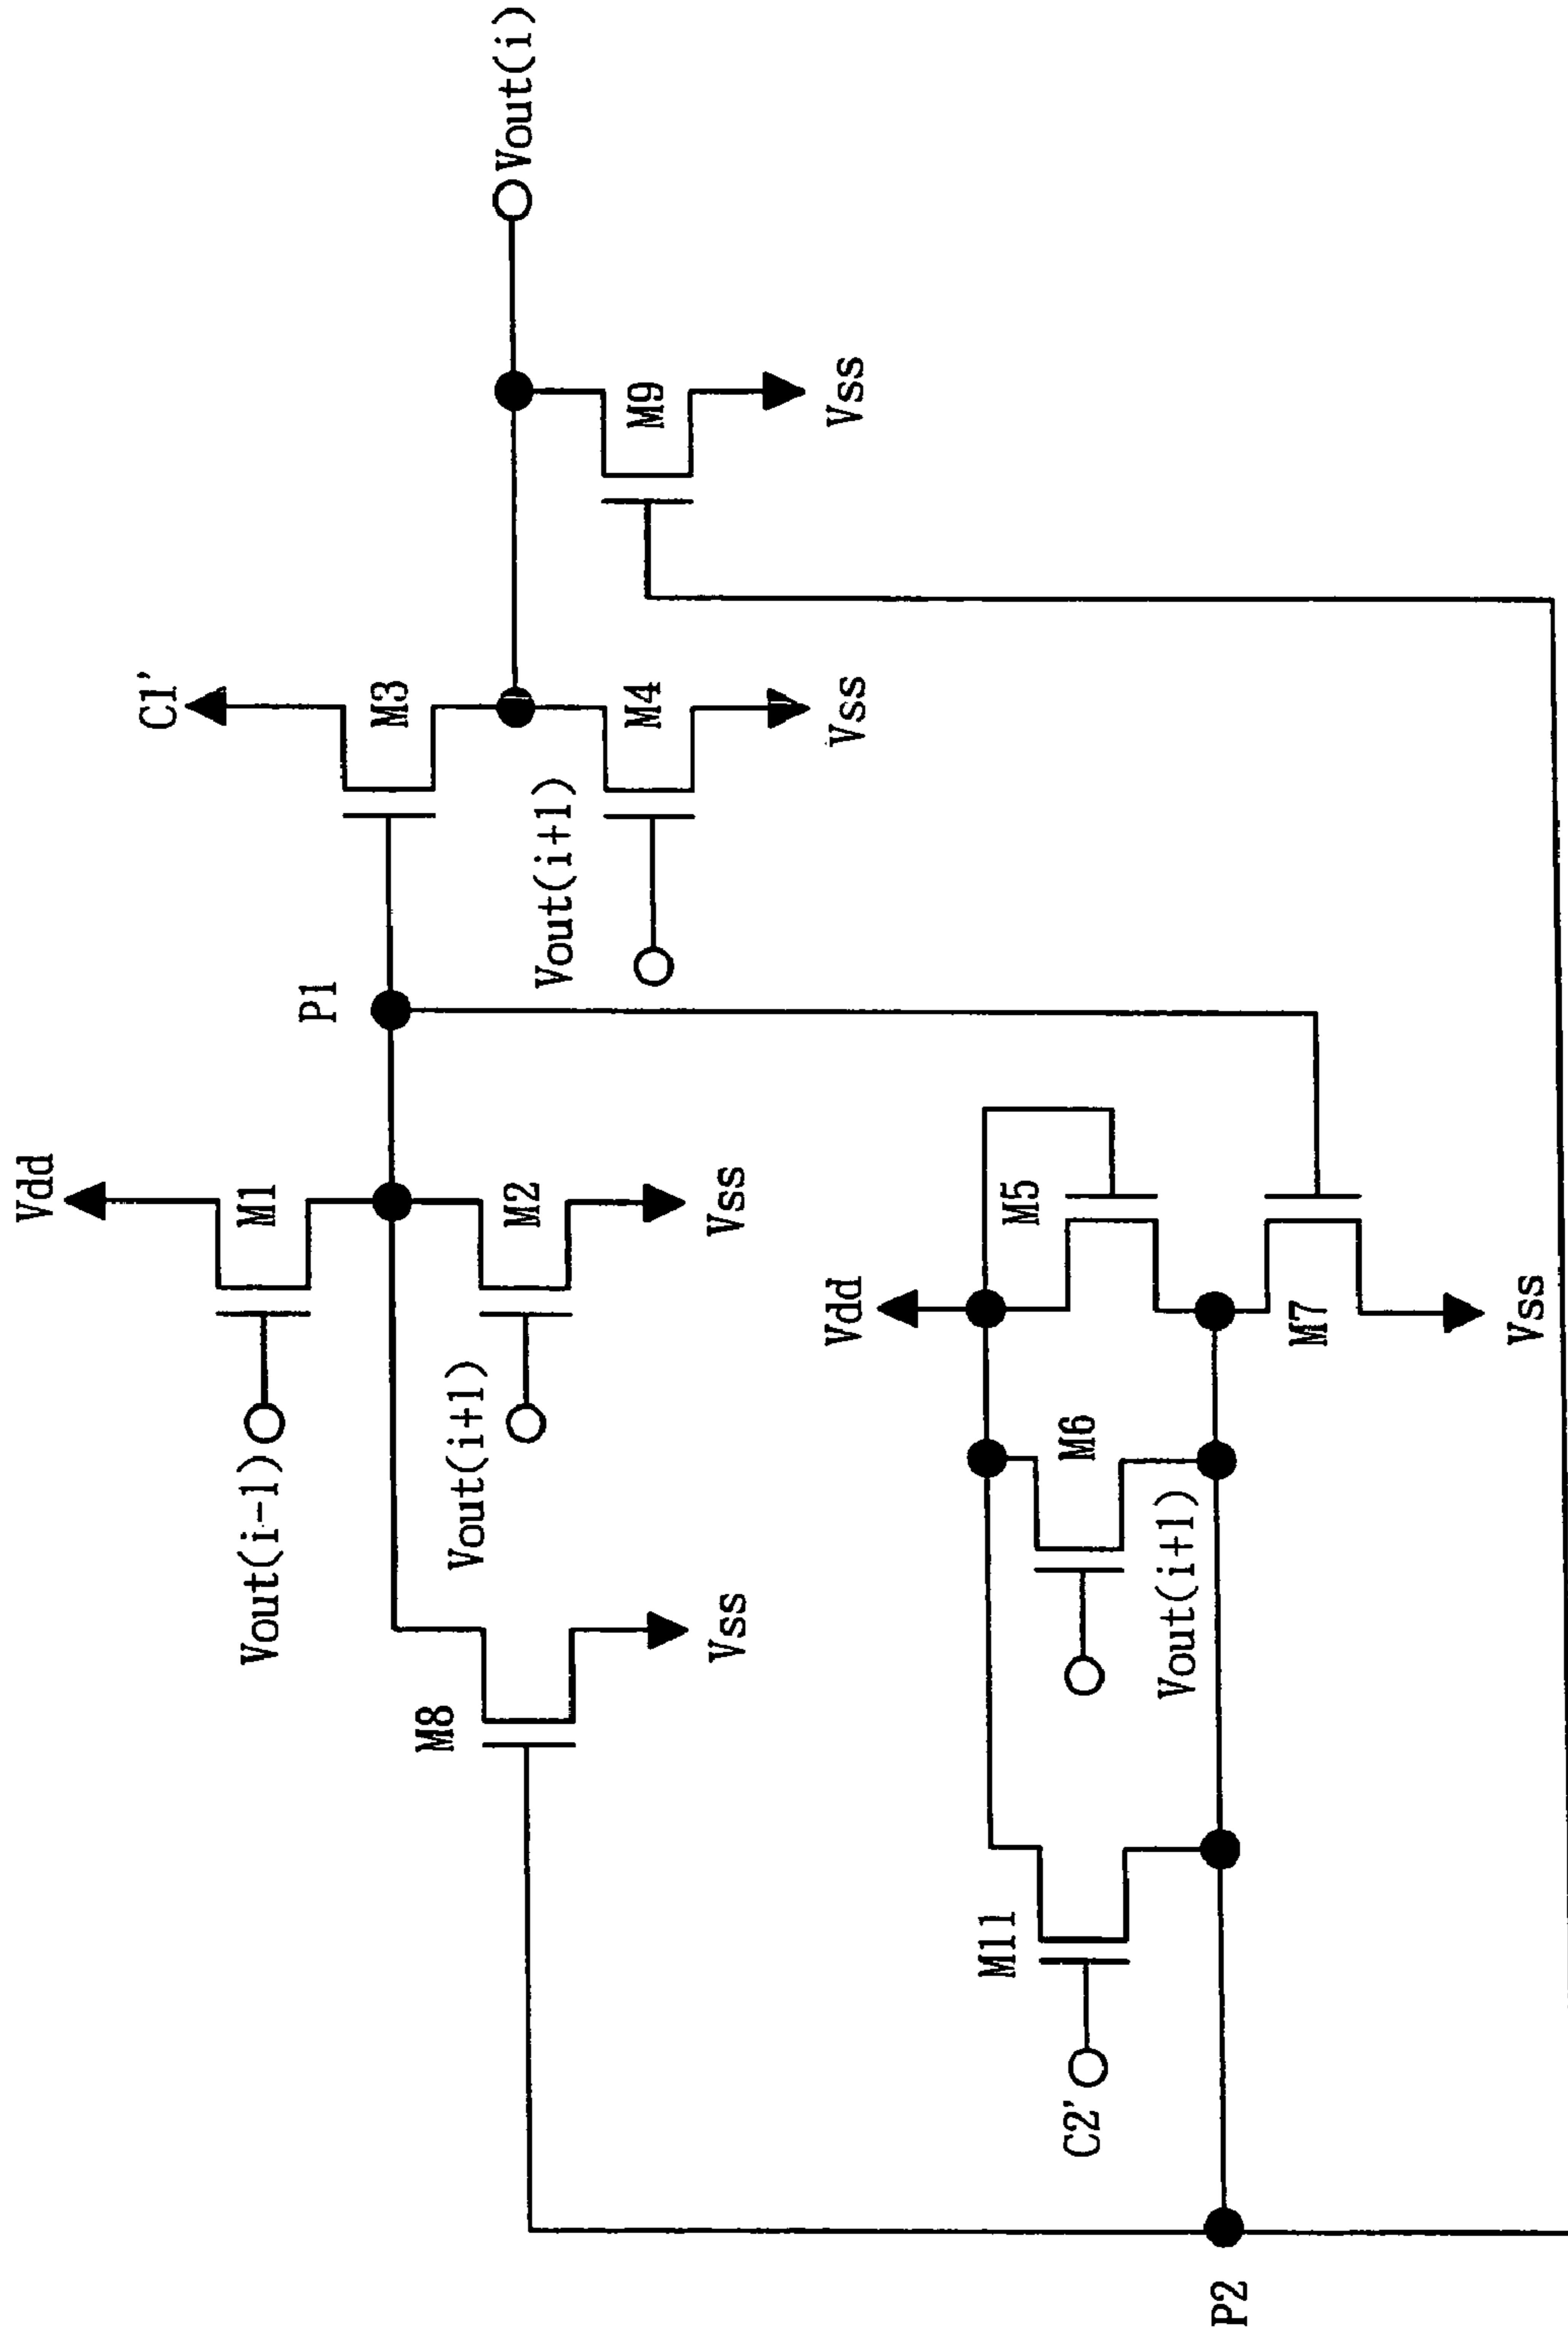 Vdd
C1'
M1
Vout(i-1)
P1
M3
Vout(i)
Vout(i+1)
M2
Vout(i+1)
M4
M9
M8
Vss
Vss
Vss
Vss
Vdd
M5
M6
M11
C2'
Vout(i+1)
M7
P2
Vss